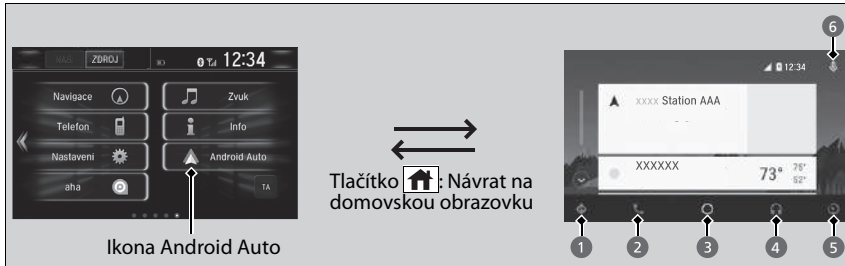 ZDROJ
12:34
Navigace
Zvuk
Telefon
Info
Nastavení
Android Auto
aha
TA
Ikona Android Auto
Tlačítko : Návrat na
domovskou obrazovku
6
12:34
xxxx Station AAA
- -
XXXXXX
73°
75°
52°
1
2
3
4
5